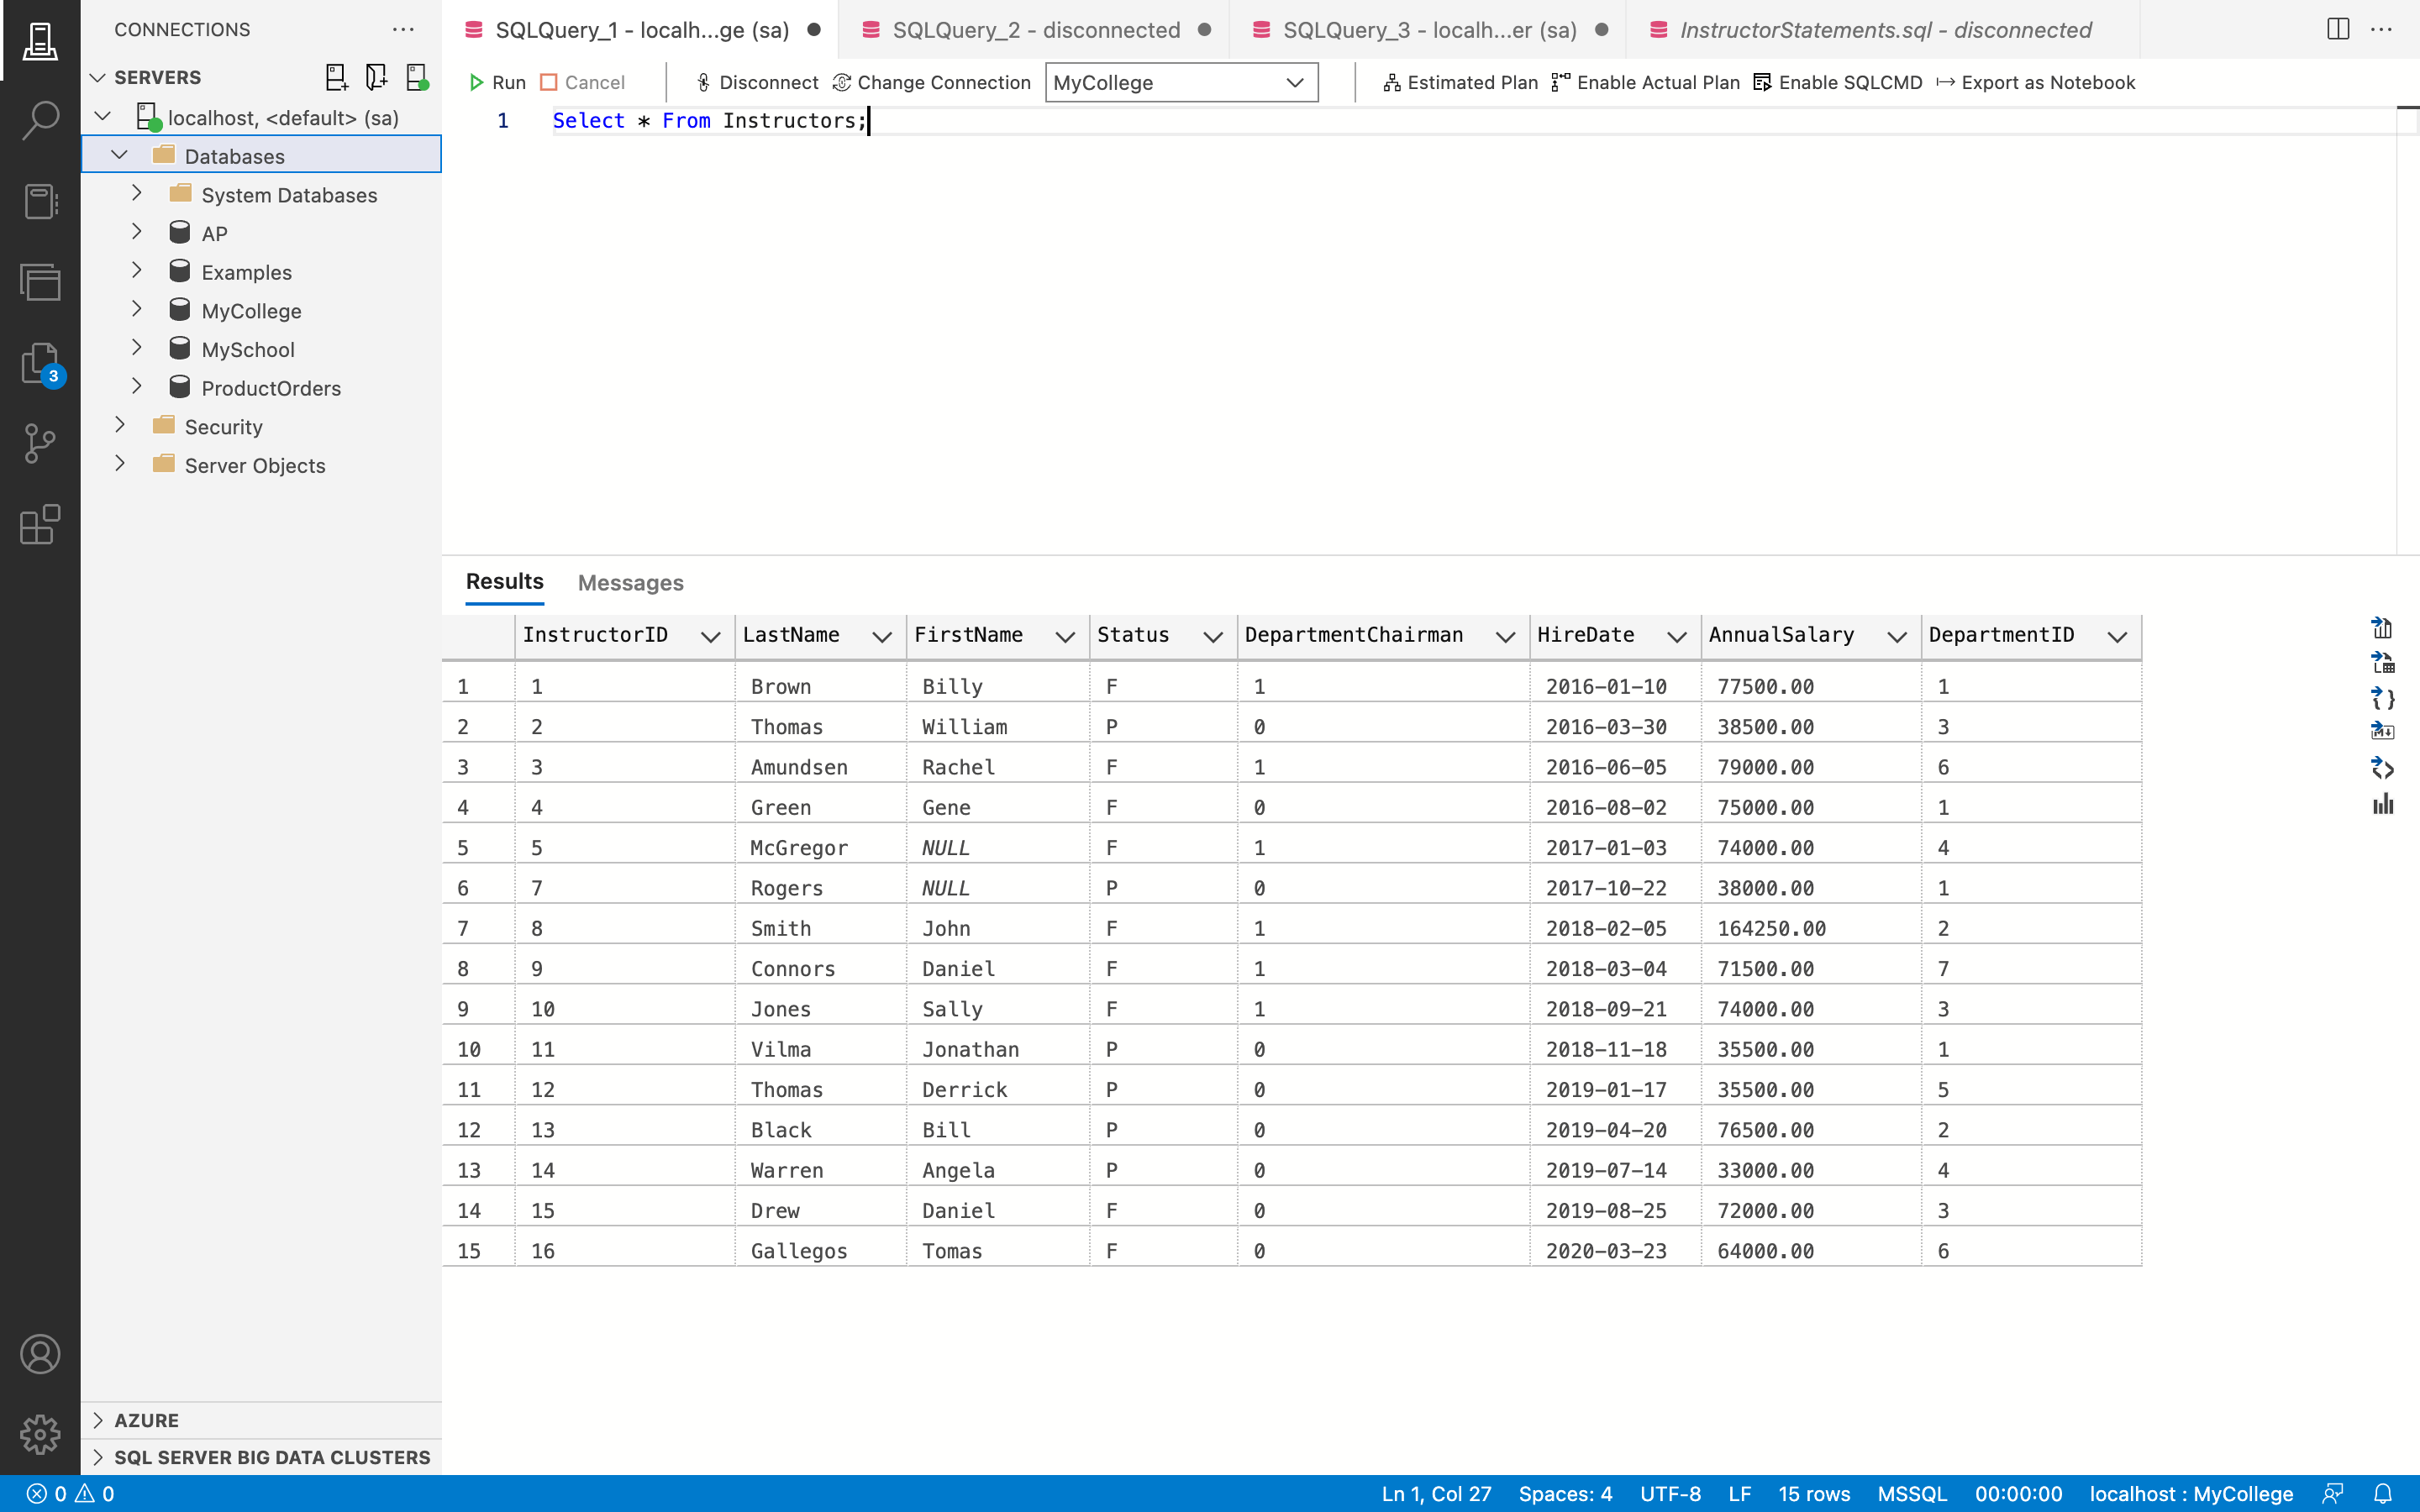 CONNECTIONS ···
SERVERS
localhost, <default> (sa)
Databases
System Databases
AP
Examples
MyCollege
MySchool
ProductOrders
Security
Server Objects
AZURE
SQL SERVER BIG DATA CLUSTERS
3
SQLQuery_1 - localh...ge (sa) SQLQuery_2 - disconnected SQLQuery_3 - localh...er (sa) InstructorStatements.sql - disconnected
Run Cancel Disconnect Change Connection MyCollege Estimated Plan Enable Actual Plan Enable SQLCMD Export as Notebook
1 Select * From Instructors;
Results Messages
InstructorID LastName FirstName Status DepartmentChairman HireDate AnnualSalary DepartmentID
1 1 Brown Billy F 1 2016-01-10 77500.00 1
2 2 Thomas William P 0 2016-03-30 38500.00 3
3 3 Amundsen Rachel F 1 2016-06-05 79000.00 6
4 4 Green Gene F 0 2016-08-02 75000.00 1
5 5 McGregor NULL F 1 2017-01-03 74000.00 4
6 7 Rogers NULL P 0 2017-10-22 38000.00 1
7 8 Smith John F 1 2018-02-05 164250.00 2
8 9 Connors Daniel F 1 2018-03-04 71500.00 7
9 10 Jones Sally F 1 2018-09-21 74000.00 3
10 11 Vilma Jonathan P 0 2018-11-18 35500.00 1
11 12 Thomas Derrick P 0 2019-01-17 35500.00 5
12 13 Black Bill P 0 2019-04-20 76500.00 2
13 14 Warren Angela P 0 2019-07-14 33000.00 4
14 15 Drew Daniel F 0 2019-08-25 72000.00 3
15 16 Gallegos Tomas F 0 2020-03-23 64000.00 6
0 0 Ln 1, Col 27 Spaces: 4 UTF-8 LF 15 rows MSSQL 00:00:00 localhost : MyCollege